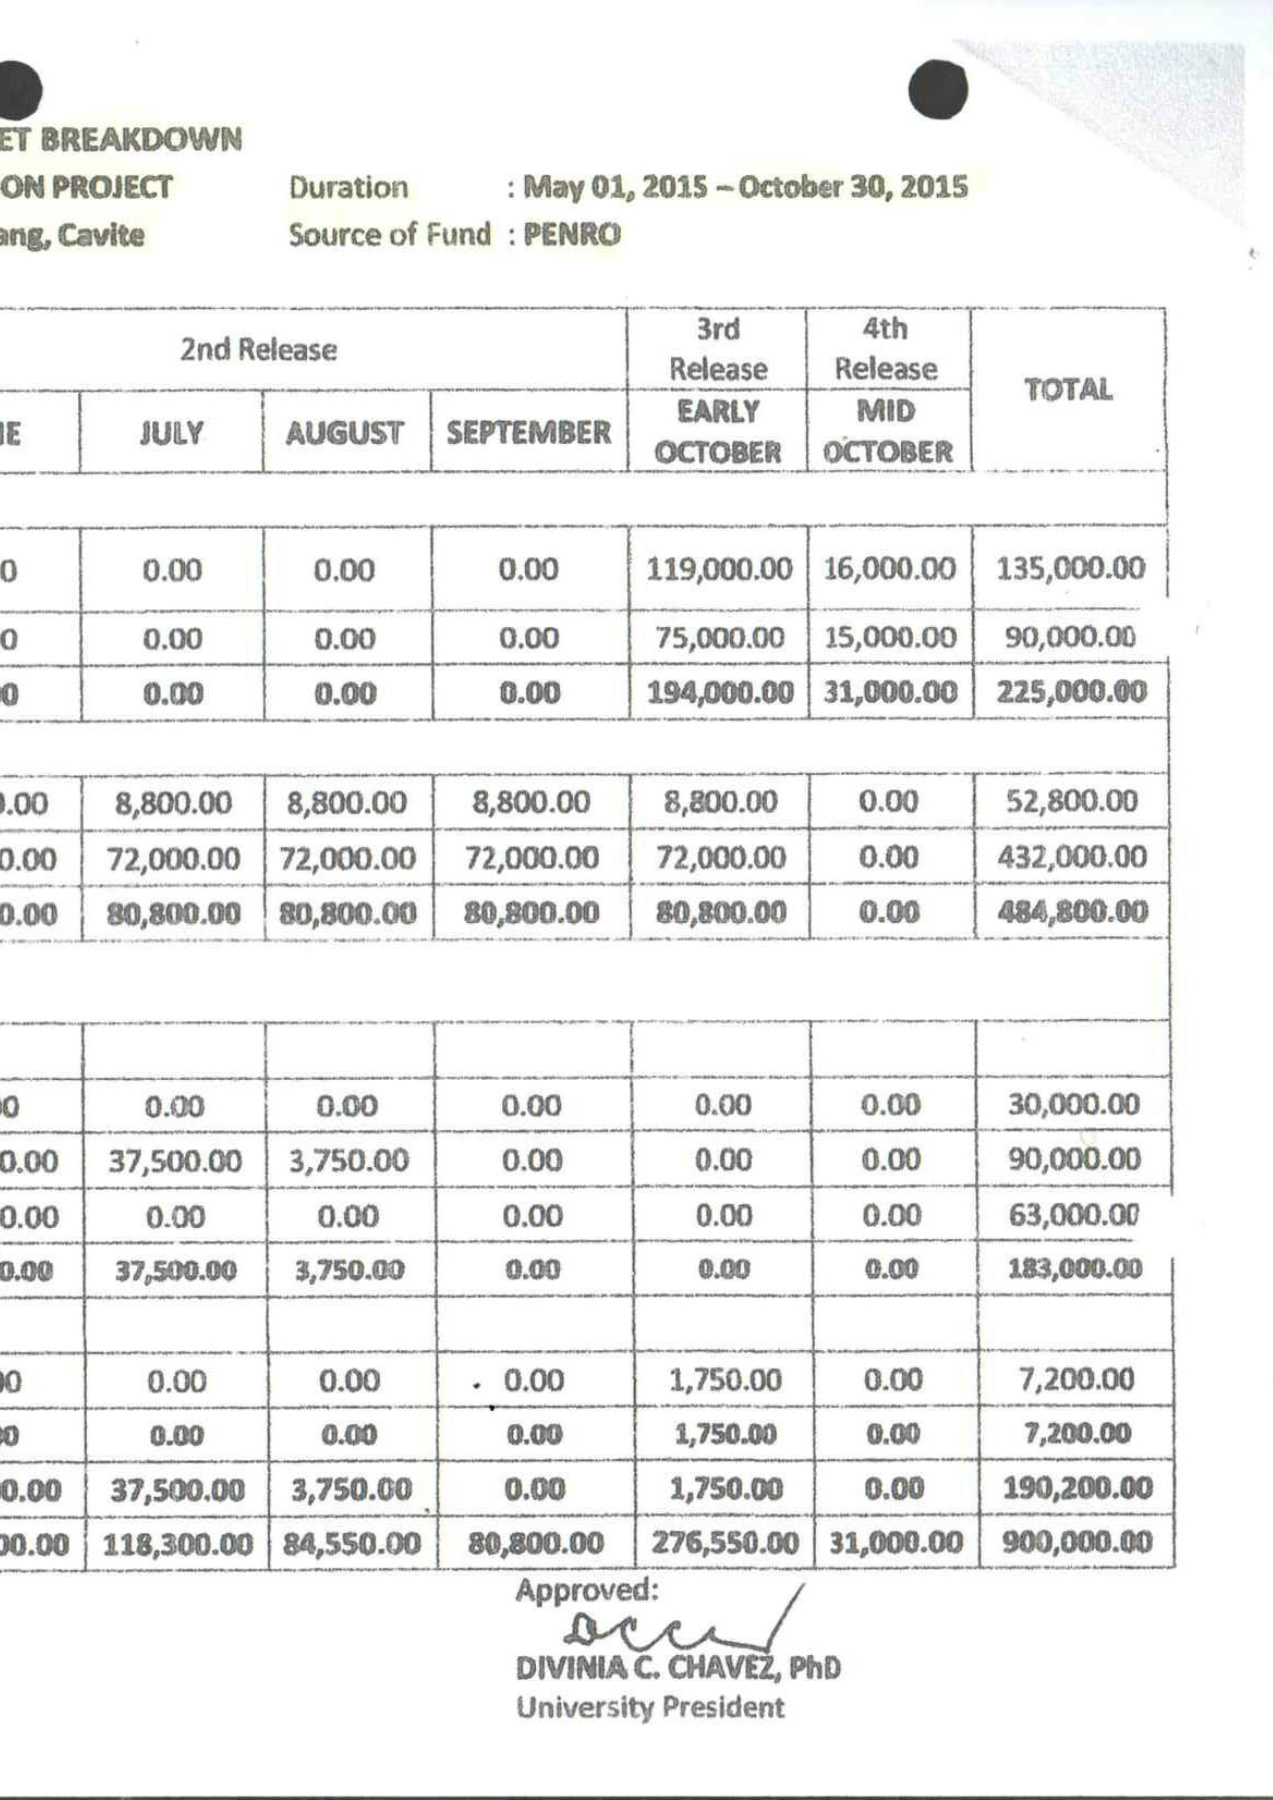 ET BREAKDOWN
ON PROJECT Duration : May 01, 2015 – October 30, 2015
ang, Cavite Source of Fund : PENRO
2nd Release 3rd Release 4th Release TOTAL
IE JULY AUGUST SEPTEMBER EARLY OCTOBER MID OCTOBER
0 0.00 0.00 0.00 119,000.00 16,000.00 135,000.00
0 0.00 0.00 0.00 75,000.00 15,000.00 90,000.00
00 0.00 0.00 0.00 194,000.00 31,000.00 225,000.00
0.00 8,800.00 8,800.00 8,800.00 8,800.00 0.00 52,800.00
0.00 72,000.00 72,000.00 72,000.00 72,000.00 0.00 432,000.00
0.00 80,800.00 80,800.00 80,800.00 80,800.00 0.00 484,800.00
00 0.00 0.00 0.00 0.00 0.00 30,000.00
0.00 37,500.00 3,750.00 0.00 0.00 0.00 90,000.00
0.00 0.00 0.00 0.00 0.00 0.00 63,000.00
0.00 37,500.00 3,750.00 0.00 0.00 0.00 183,000.00
00 0.00 0.00 0.00 1,750.00 0.00 7,200.00
00 0.00 0.00 0.00 1,750.00 0.00 7,200.00
0.00 37,500.00 3,750.00 0.00 1,750.00 0.00 190,200.00
00.00 118,300.00 84,550.00 80,800.00 276,550.00 31,000.00 900,000.00
Approved:
DIVINIA C. CHAVEZ, PhD
University President